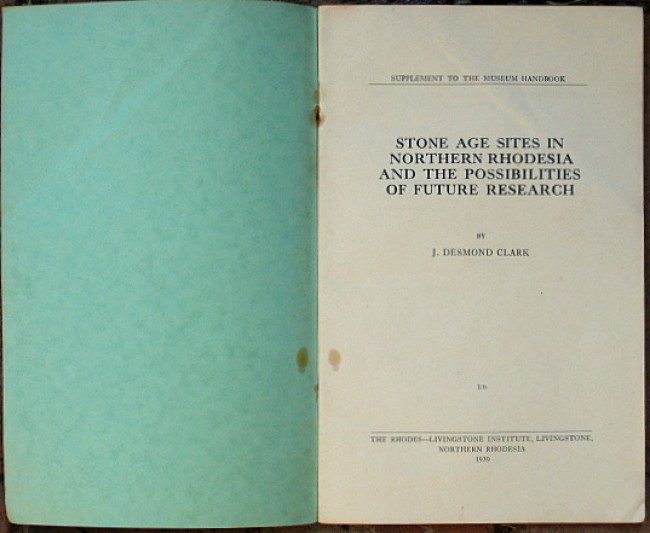 SUPPLEMENT TO THE MUSEUM HANDBOOK
STONE AGE SITES IN
NORTHERN RHODESIA
AND THE POSSIBILITIES
OF FUTURE RESEARCH
BY
J. DESMOND CLARK
THE RHODES—LIVINGSTONE INSTITUTE, LIVINGSTONE,
NORTHERN RHODESIA
1939